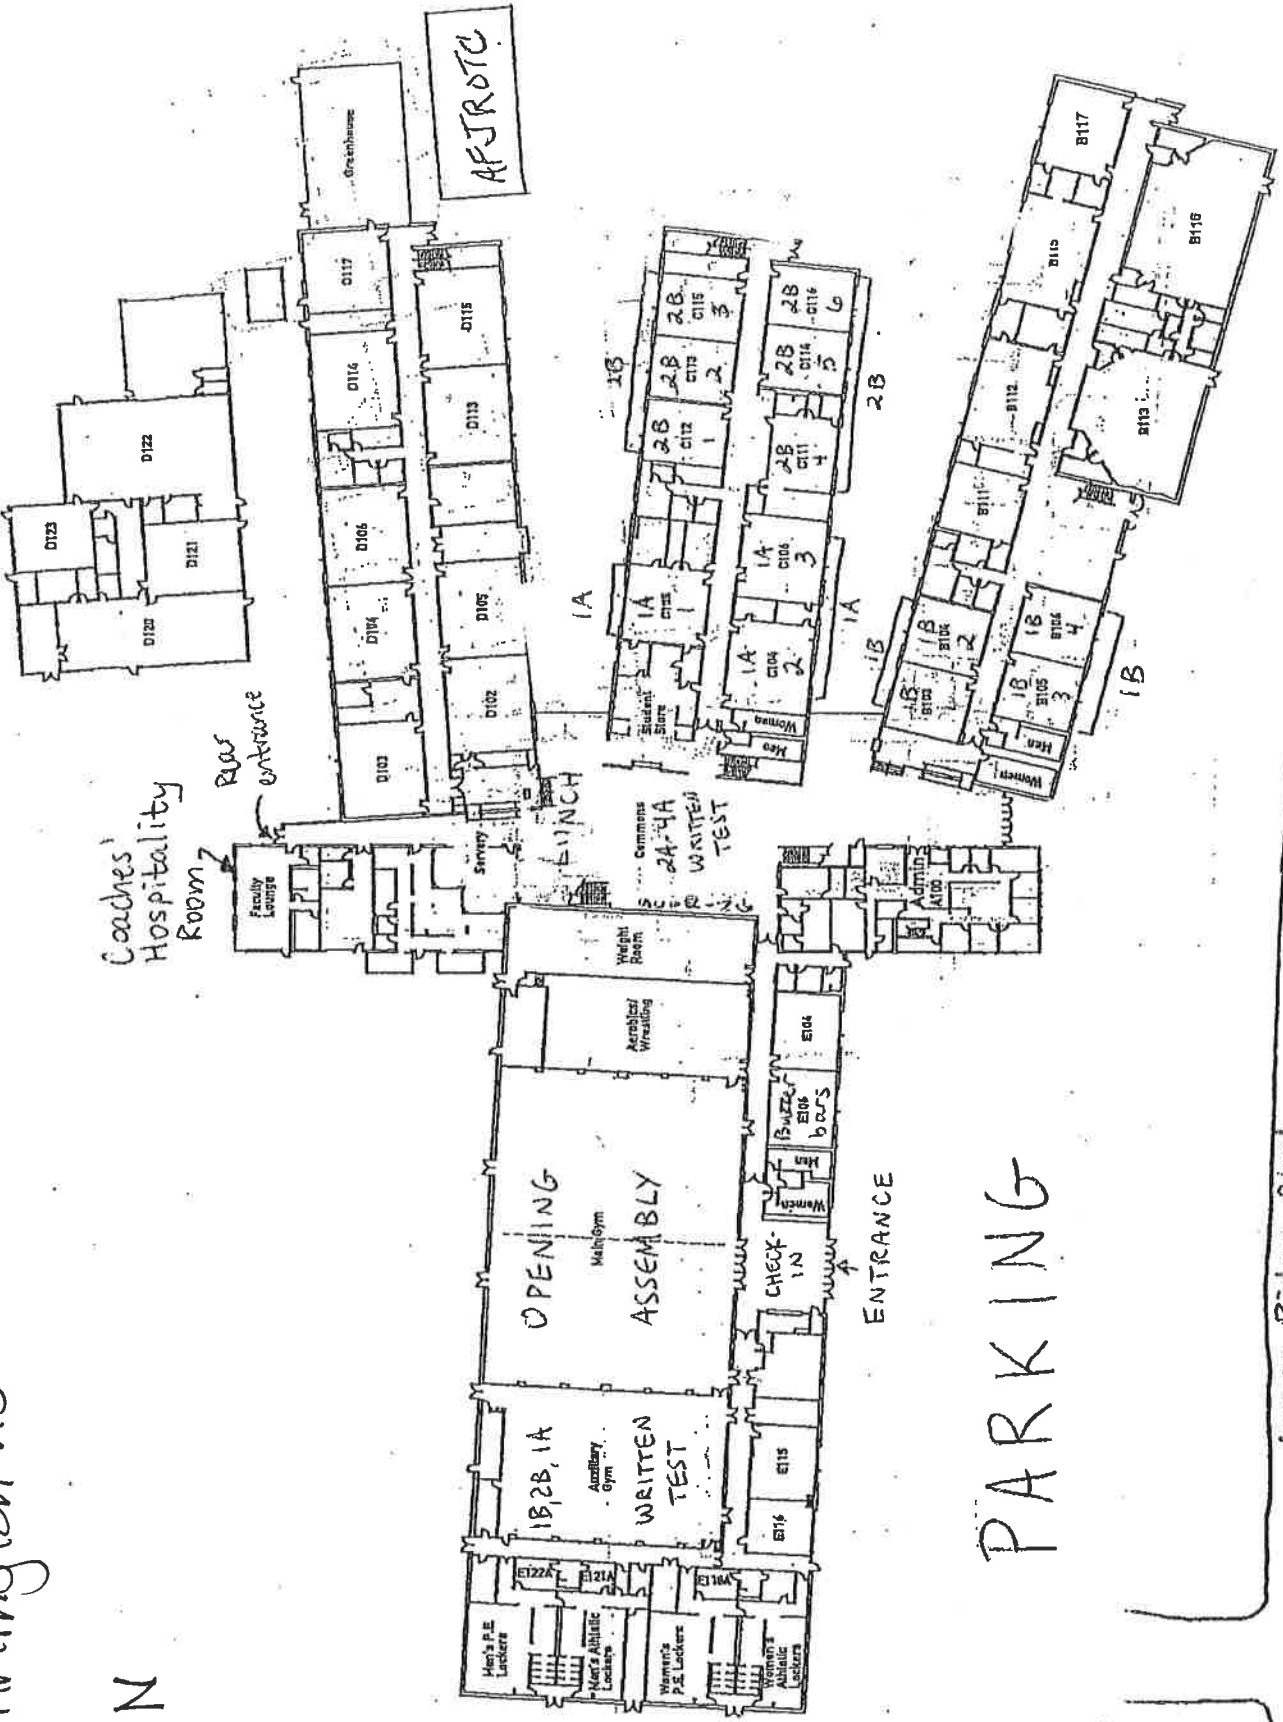 N
Coaches'
Hospitality
Room
Rear
entrance
Faculty
Lounge
AFJROTC
Greenhouse
D117
D115
D114
D113
D106
D105
D104
D102
D103
D122
D123
D121
D120
Servery
LUNCH
Commons
2A-4A
WRITTEN
TEST
2B
2B
C115
3
2B
C113
2
2B
C112
1
2B
C116
6
2B
C114
5
2B
C111
4
2B
1A
1A
1
1A
C106
3
1A
C104
2
1A
Student
Store
Women
Men
B117
B115
B116
B112
B113
B111
1B
1B
B104
2
1B
B103
1B
B106
4
1B
B105
3
1B
Men
Women
Admin
A100
Weight
Room
Aerobics/
Wrestling
OPENING
Main Gym
ASSEMBLY
E104
Buzzer
E106
bars
Men
Women
CHECK-
IN
ENTRANCE
1B, 2B, 1A
Auxiliary
Gym
WRITTEN
TEST
E115
E116
E122A
E121A
E118A
Men's P.E.
Lockers
Men's Athletic
Lockers
Women's
P.E. Lockers
Women's
Athletic
Lockers
PARKING